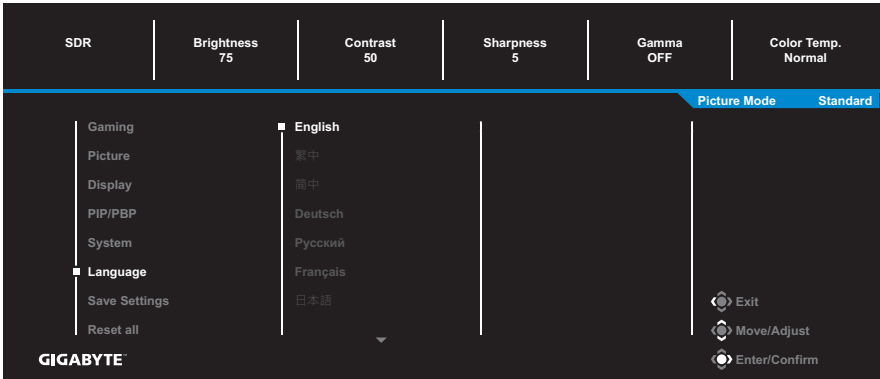 SDR
Brightness
75
Contrast
50
Sharpness
5
Gamma
OFF
Color Temp.
Normal
Picture Mode Standard
Gaming
Picture
Display
PIP/PBP
System
Language
Save Settings
Reset all
English
繁中
简中
Deutsch
Русский
Français
日本語
Exit
Move/Adjust
Enter/Confirm
GIGABYTE™